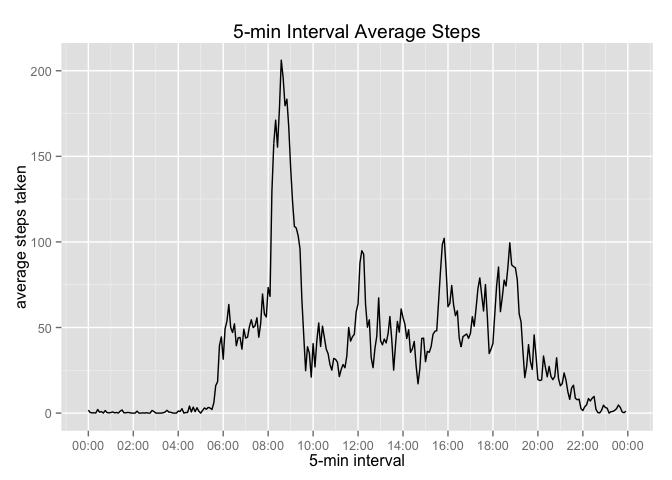 5-min Interval Average Steps
average steps taken
200
150
100
50
0
00:00 02:00 04:00 06:00 08:00 10:00 12:00 14:00 16:00 18:00 20:00 22:00 00:00
5-min interval